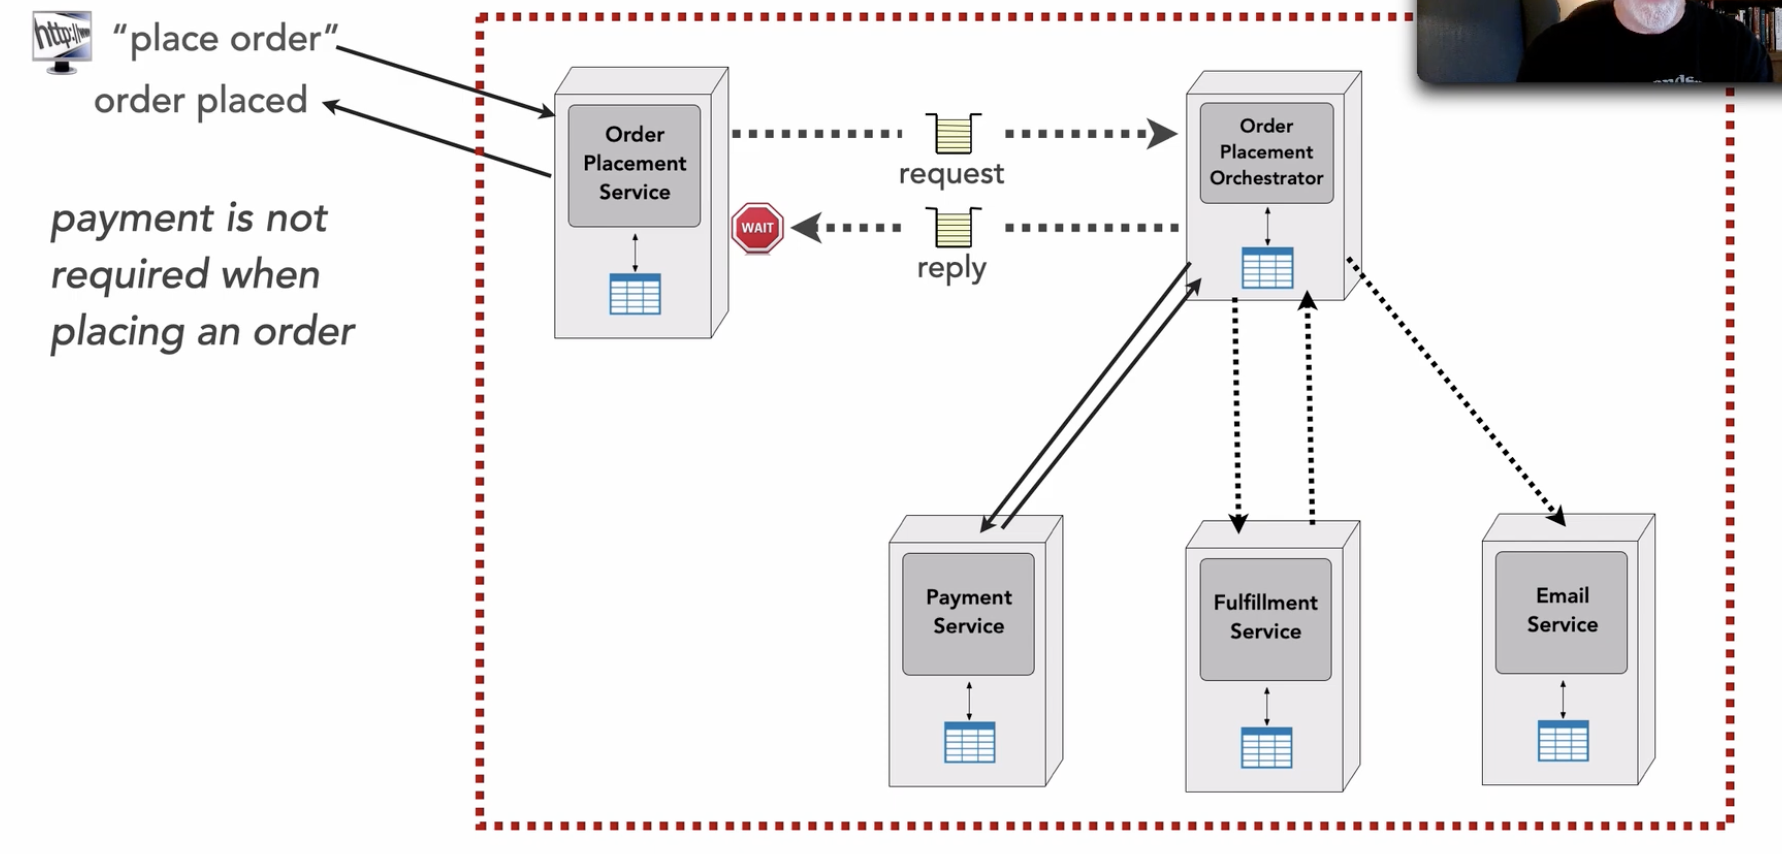 http://www
"place order"
order placed
payment is not
required when
placing an order
Order
Placement
Service
request
WAIT
reply
Order
Placement
Orchestrator
Payment
Service
Fulfillment
Service
Email
Service